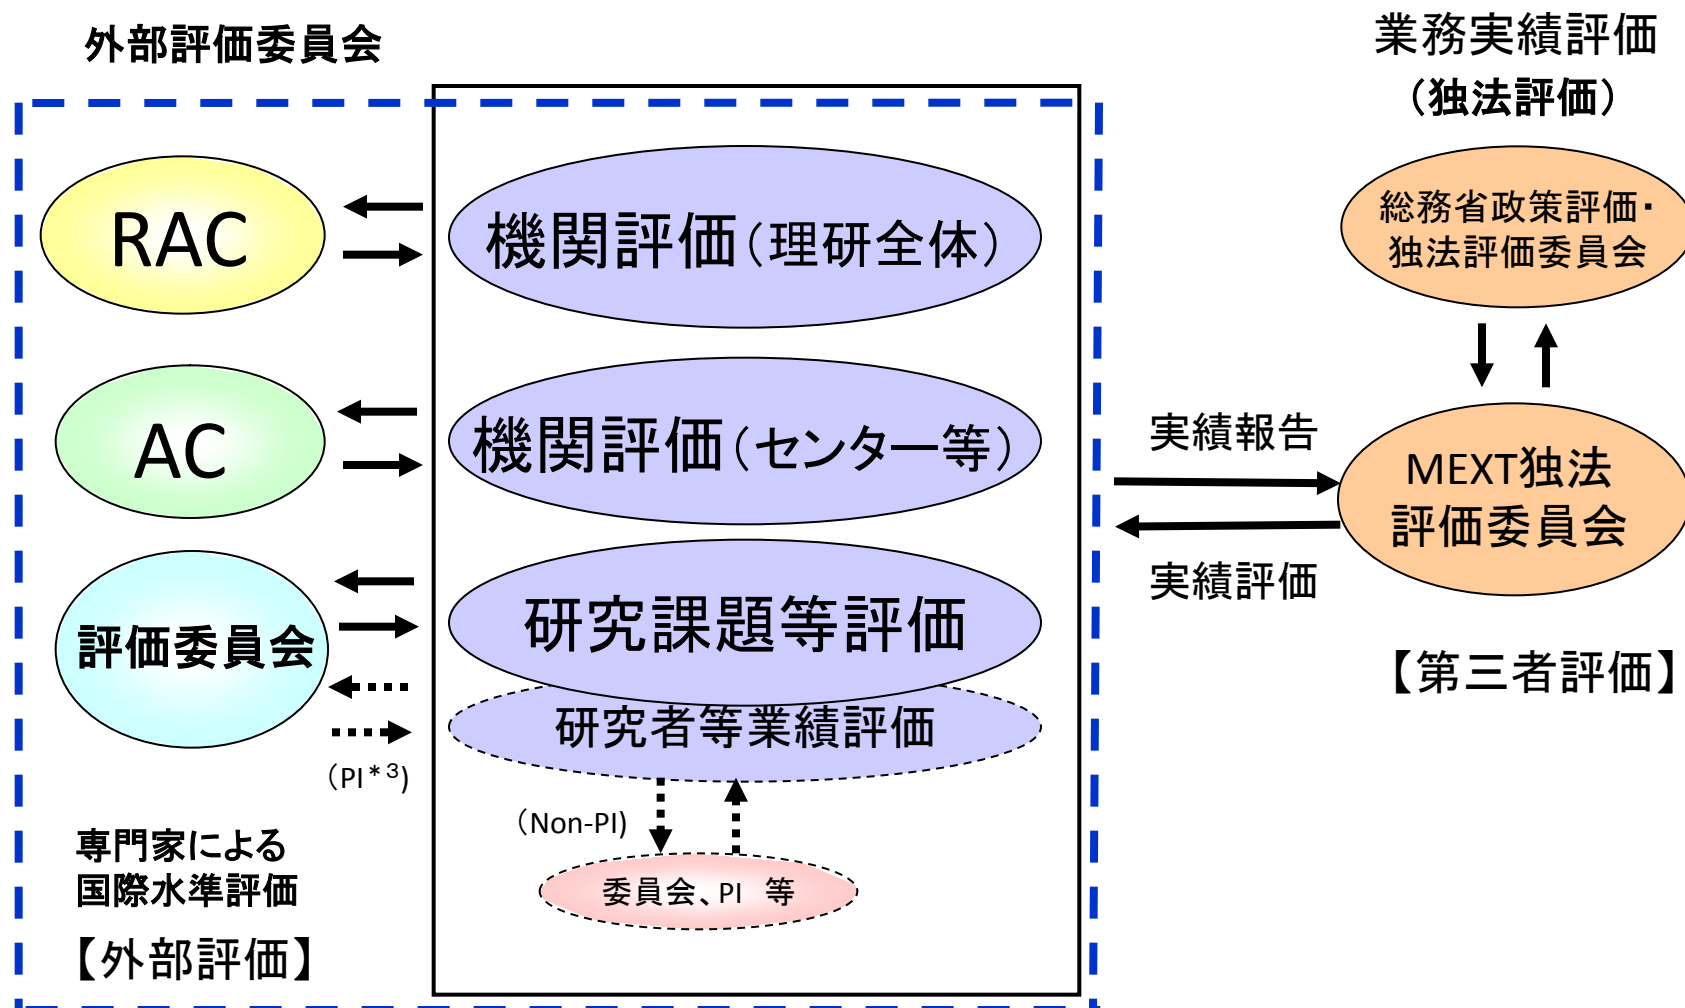 外部評価委員会
業務実績評価
（独法評価）
RAC
機関評価（理研全体）
総務省政策評価・
独法評価委員会
AC
機関評価（センター等）
実績報告
MEXT独法
評価委員会
実績評価
評価委員会
研究課題等評価
【第三者評価】
研究者等業績評価
（PI＊３)
（Non-PI)
専門家による
国際水準評価
委員会、PI　等
【外部評価】